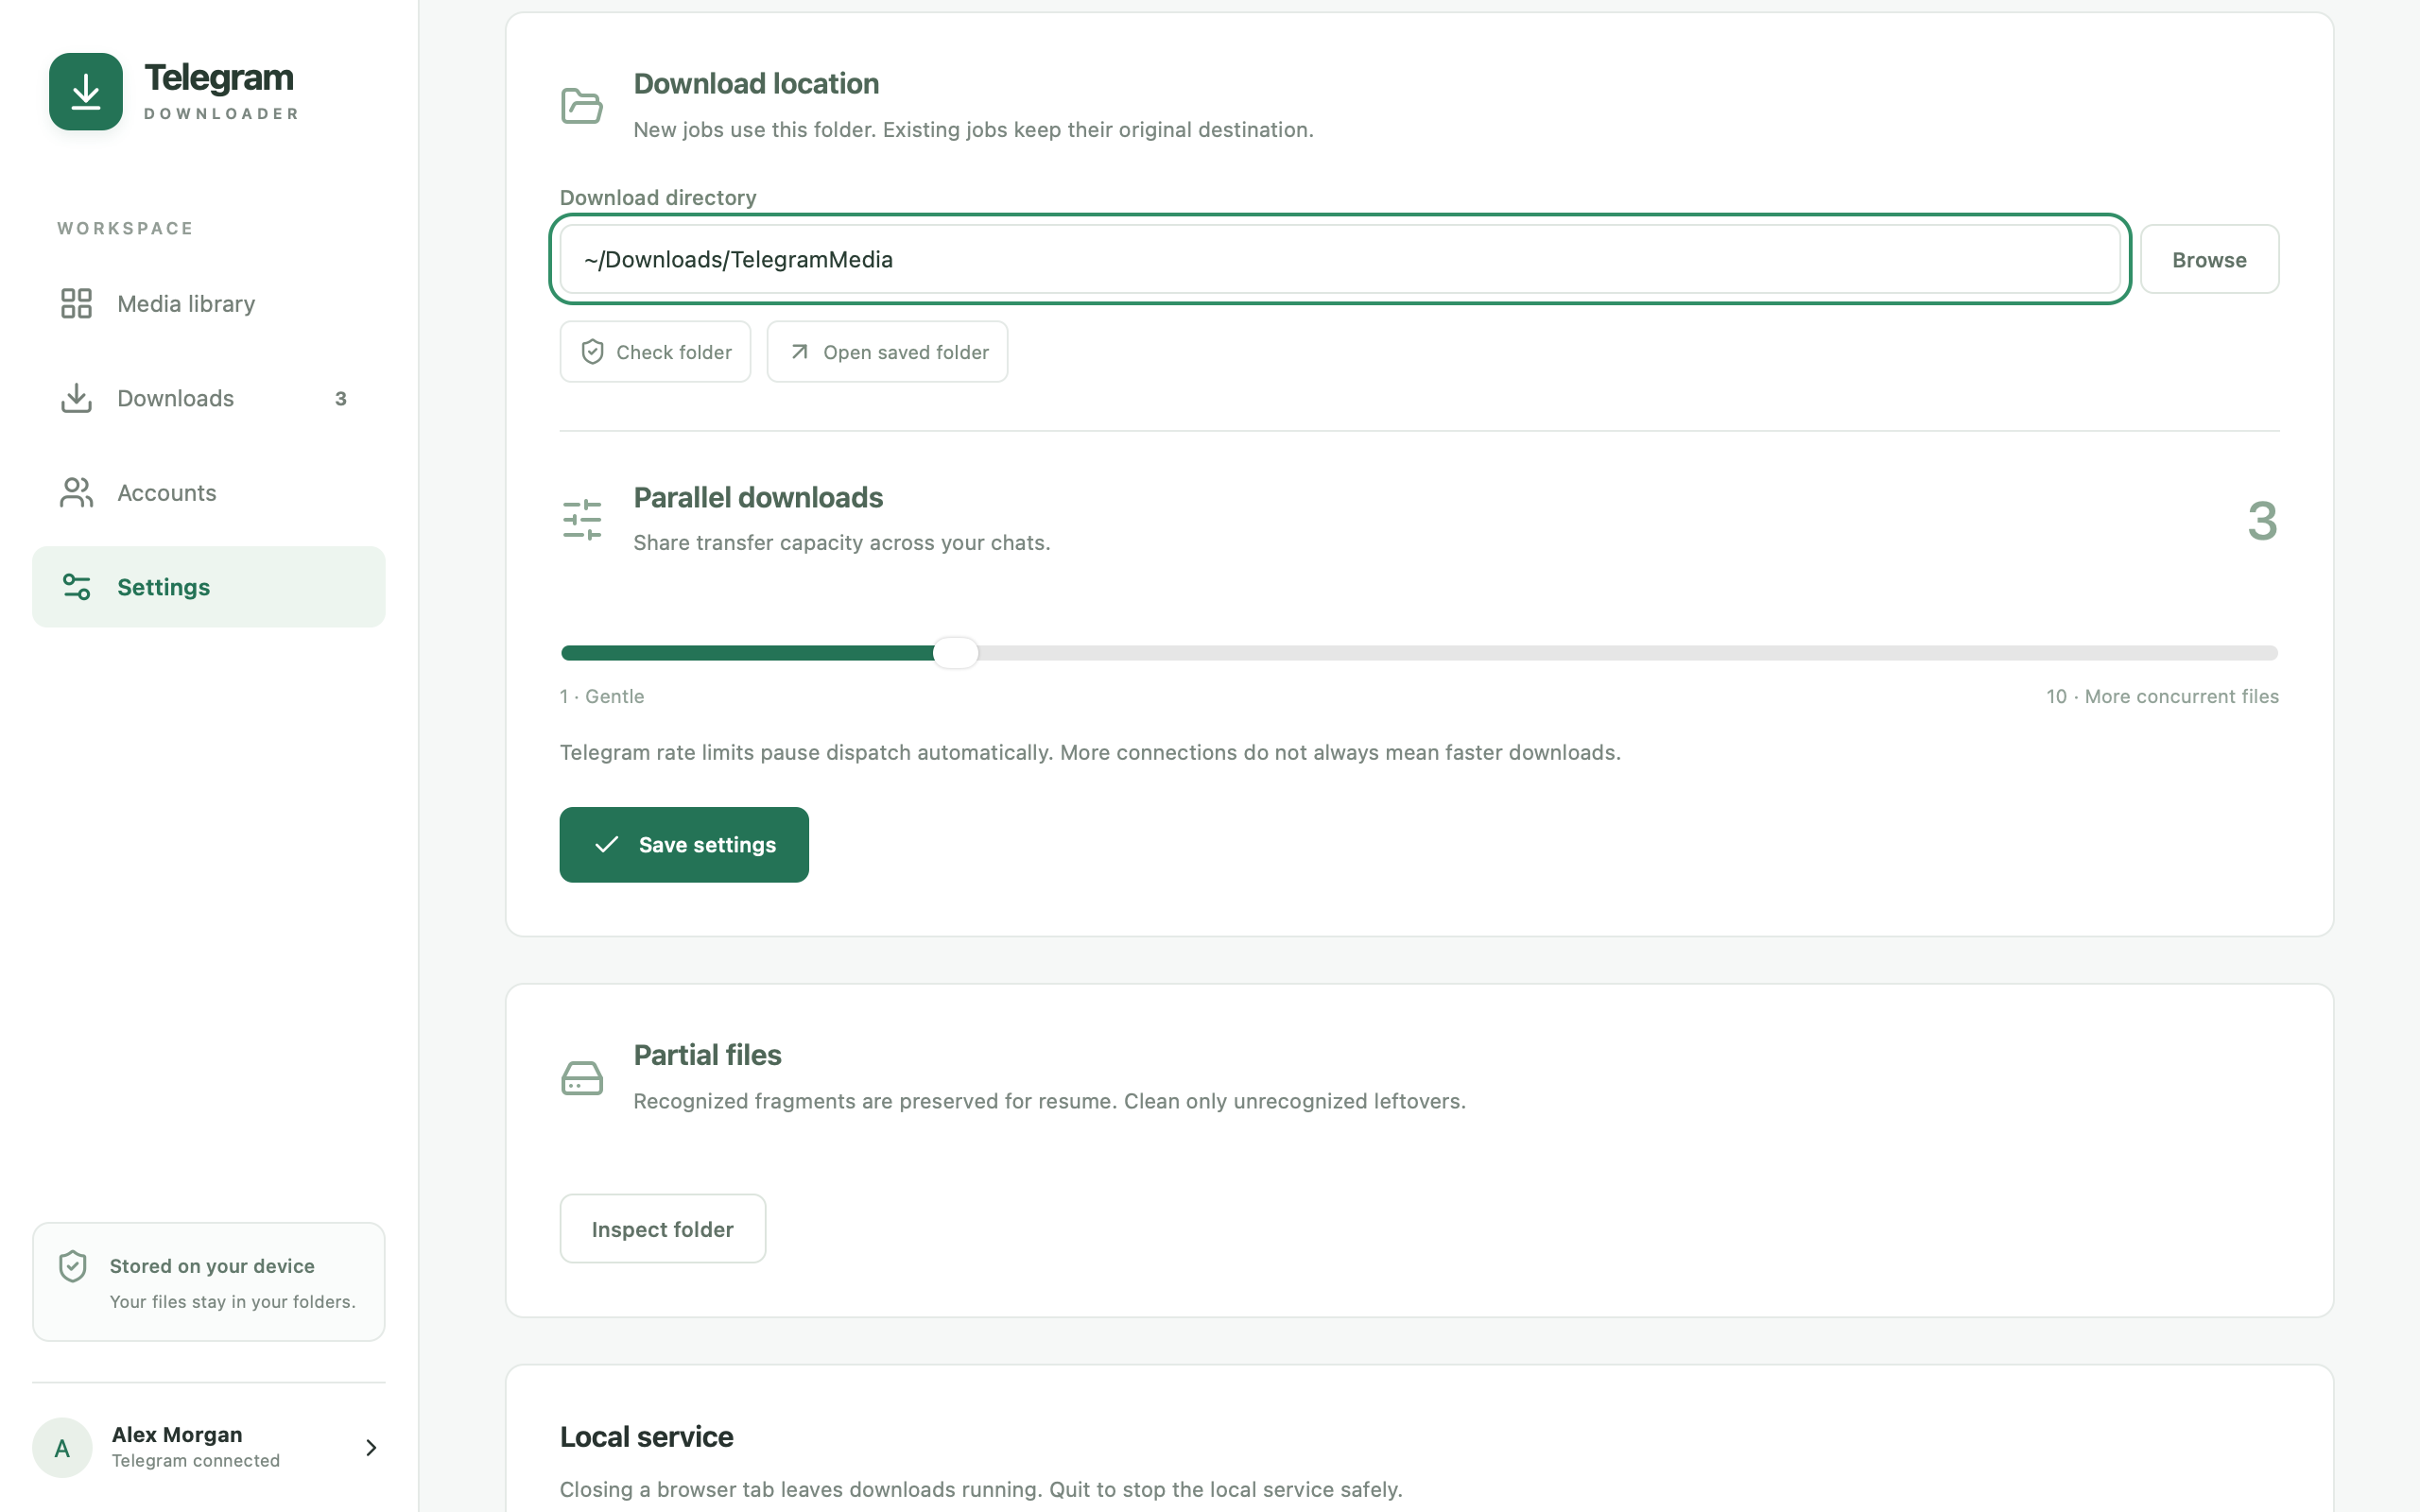 Telegram
DOWNLOADER
WORKSPACE
Media library
Downloads 3
Accounts
Settings
Stored on your device
Your files stay in your folders.
A
Alex Morgan
Telegram connected
Download location
New jobs use this folder. Existing jobs keep their original destination.
Download directory
~/Downloads/TelegramMedia
Browse
Check folder
Open saved folder
Parallel downloads
3
Share transfer capacity across your chats.
1 · Gentle
10 · More concurrent files
Telegram rate limits pause dispatch automatically. More connections do not always mean faster downloads.
Save settings
Partial files
Recognized fragments are preserved for resume. Clean only unrecognized leftovers.
Inspect folder
Local service
Closing a browser tab leaves downloads running. Quit to stop the local service safely.